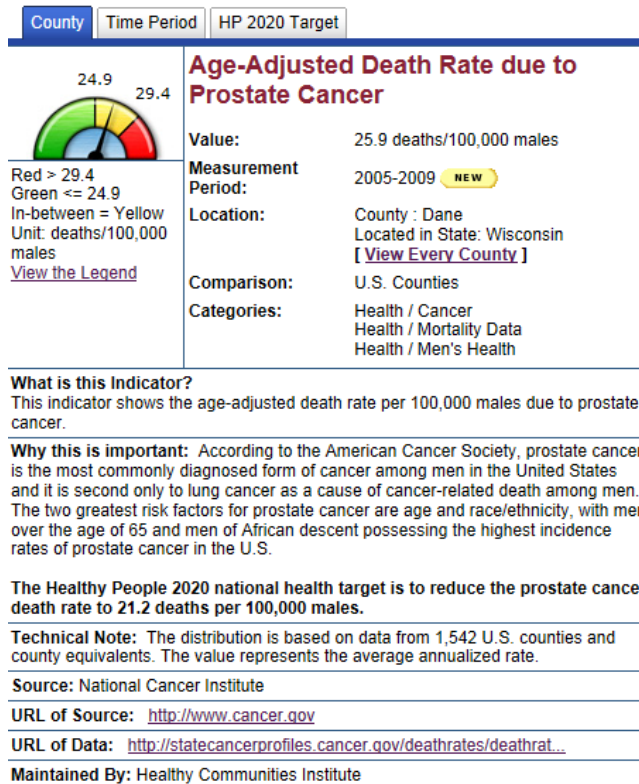 County Time Period HP 2020 Target
24.9
29.4
Red > 29.4
Green <= 24.9
In-between = Yellow
Unit: deaths/100,000
males
View the Legend
Age-Adjusted Death Rate due to
Prostate Cancer
Value: 25.9 deaths/100,000 males
Measurement
Period: 2005-2009 NEW
Location: County : Dane
Located in State: Wisconsin
[ View Every County ]
Comparison: U.S. Counties
Categories: Health / Cancer
Health / Mortality Data
Health / Men's Health
What is this Indicator?
This indicator shows the age-adjusted death rate per 100,000 males due to prostate
cancer.
Why this is important: According to the American Cancer Society, prostate cancer
is the most commonly diagnosed form of cancer among men in the United States
and it is second only to lung cancer as a cause of cancer-related death among men.
The two greatest risk factors for prostate cancer are age and race/ethnicity, with men
over the age of 65 and men of African descent possessing the highest incidence
rates of prostate cancer in the U.S.
The Healthy People 2020 national health target is to reduce the prostate cance
death rate to 21.2 deaths per 100,000 males.
Technical Note: The distribution is based on data from 1,542 U.S. counties and
county equivalents. The value represents the average annualized rate.
Source: National Cancer Institute
URL of Source: http://www.cancer.gov
URL of Data: http://statecancerprofiles.cancer.gov/deathrates/deathrat...
Maintained By: Healthy Communities Institute